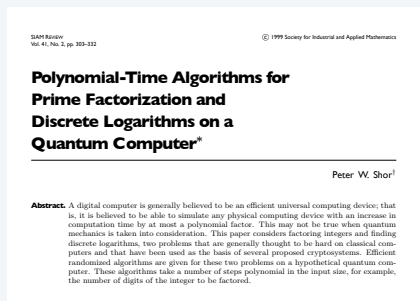 SIAM REVIEW
Vol. 41, No. 2, pp. 303–332
© 1999 Society for Industrial and Applied Mathematics
Polynomial-Time Algorithms for
Prime Factorization and
Discrete Logarithms on a
Quantum Computer*
Peter W. Shor†
Abstract. A digital computer is generally believed to be an efficient universal computing device; that
is, it is believed to be able to simulate any physical computing device with an increase in
computation time by at most a polynomial factor. This may not be true when quantum
mechanics is taken into consideration. This paper considers factoring integers and finding
discrete logarithms, two problems that are generally thought to be hard on classical com-
puters and that have been used as the basis of several proposed cryptosystems. Efficient
randomized algorithms are given for these two problems on a hypothetical quantum com-
puter. These algorithms take a number of steps polynomial in the input size, for example,
the number of digits of the integer to be factored.